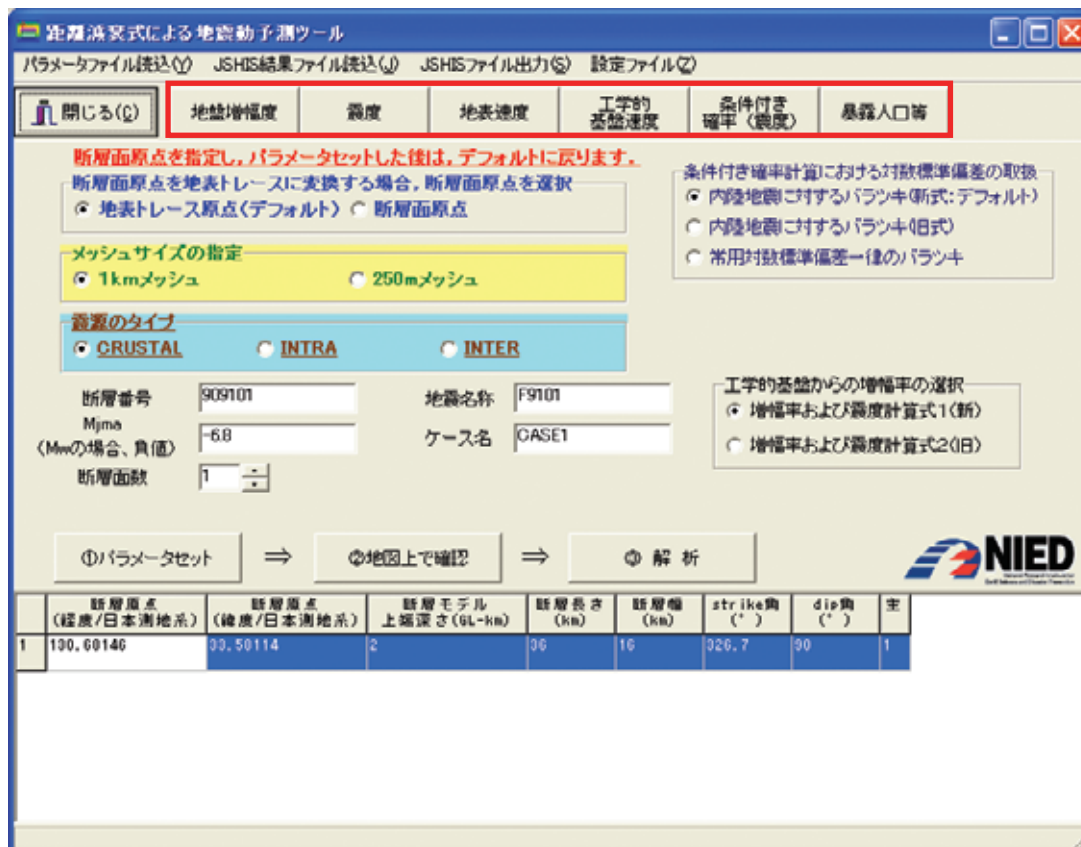 距離減衰式による地震動予測ツール
パラメータファイル読込(Y) JSHIS結果ファイル読込(J) JSHISファイル出力(S) 設定ファイル(Z)
閉じる(C) 地盤増幅度 震度 地表速度 工学的基盤速度 条件付き確率(震度) 暴露人口等
断層面原点を指定し，パラメータセットした後は，デフォルトに戻ります．
断層面原点を地表トレースに変換する場合，断層面原点を選択
地表トレース原点(デフォルト) 断層面原点
条件付き確率計算における対数標準偏差の取扱
内陸地震に対するバラツキ(新式:デフォルト)
内陸地震に対するバラツキ(旧式)
常用対数標準偏差一律のバラツキ
メッシュサイズの指定
1kmメッシュ 250mメッシュ
震源のタイプ
CRUSTAL INTRA INTER
断層番号 909101 地震名称 F9101
Mjma
(Mwの場合、負値) -6.8 ケース名 CASE1
断層面数 1
工学的基盤からの増幅率の選択
増幅率および震度計算式1(新)
増幅率および震度計算式2(旧)
①パラメータセット ⇒ ②地図上で確認 ⇒ ③ 解 析
NIED
断層原点 断層原点 断層モデル 断層長さ 断層幅 strike角 dip角 主
(経度/日本測地系) (緯度/日本測地系) 上端深さ(GL-km) (km) (km) (°) (°)
1 130.60146 33.50114 2 36 16 326.7 90 1